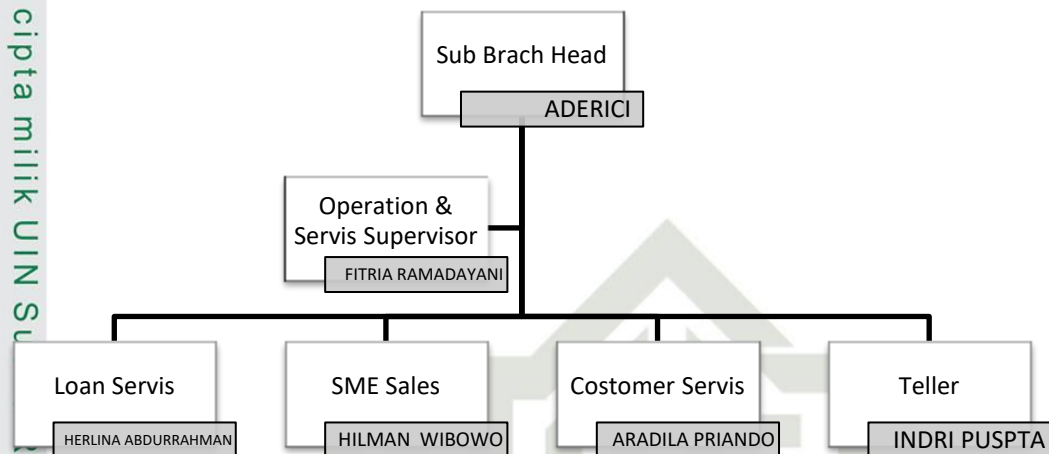 cipta milik UIN Su
Sub Brach Head
ADERICI
Operation &
Servis Supervisor
FITRIA RAMADAYANI
Loan Servis
HERLINA ABDURRAHMAN
SME Sales
HILMAN WIBOWO
Costomer Servis
ARADILA PRIANDO
Teller
INDRI PUSPTA